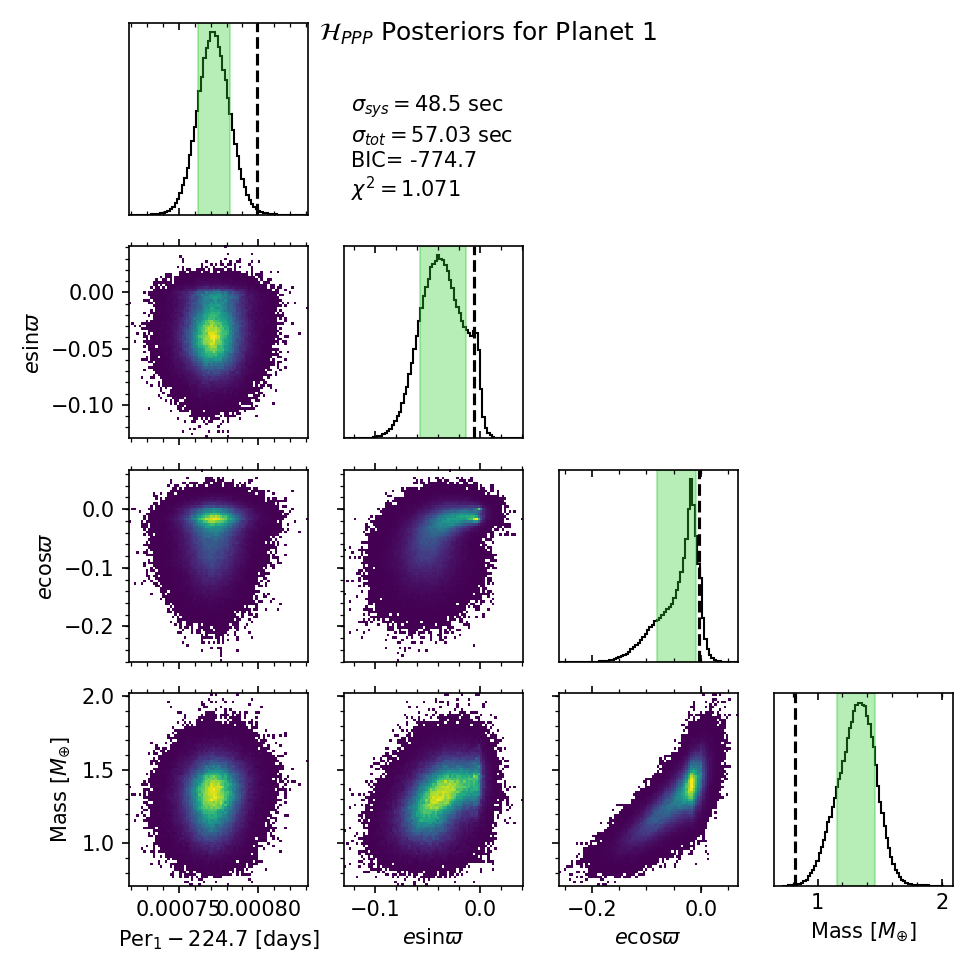 $\mathcal{H}_{PPP}$ Posteriors for Planet 1
$\sigma_{sys} = 48.5$ sec
$\sigma_{tot} = 57.03$ sec
BIC= -774.7
$\chi^2 = 1.071$
0.00
−0.05
−0.10
$e\sin\varpi$
0.0
−0.1
−0.2
$e\cos\varpi$
2.0
1.5
1.0
Mass [$M_\oplus$]
0.00075 0.00080
−0.1 0.0
−0.2 0.0
1 2
Per$_1 - 224.7$ [days]
$e\sin\varpi$
$e\cos\varpi$
Mass [$M_\oplus$]